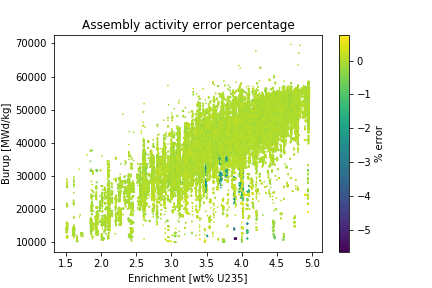 Assembly activity error percentage
70000
60000
50000
40000
30000
20000
10000
Burup [MWd/kg]
1.5 2.0 2.5 3.0 3.5 4.0 4.5 5.0
Enrichment [wt% U235]
0
−1
−2
−3
−4
−5
% error